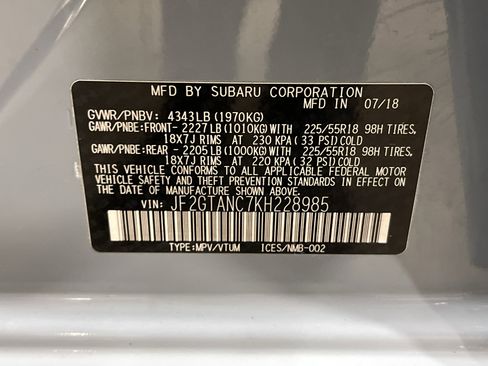 MFD BY SUBARU CORPORATION
MFD IN 07/18
GVWR/PNBV: 4343LB (1970KG)
GAWR/PNBE:FRONT-2227LB(1010KG)WITH 225/55R18 98H TIRES,
18X7J RIMS AT 230 KPA ( 33 PSI) COLD
GAWR/PNBE:REAR -2205LB(1000KG)WITH 225/55R18 98H TIRES,
18X7J RIMS AT 220 KPA ( 32 PSI) COLD
THIS VEHICLE CONFORMS TO ALL APPLICABLE FEDERAL MOTOR
VEHICLE SAFETY AND THEFT PREVENTION STANDARDS IN EFFECT
ON THE DATE OF MANUFACTURE SHOWN ABOVE.
VIN: JF2GTANC7KH228985
TYPE:MPV/VTUM ICES/NMB-002